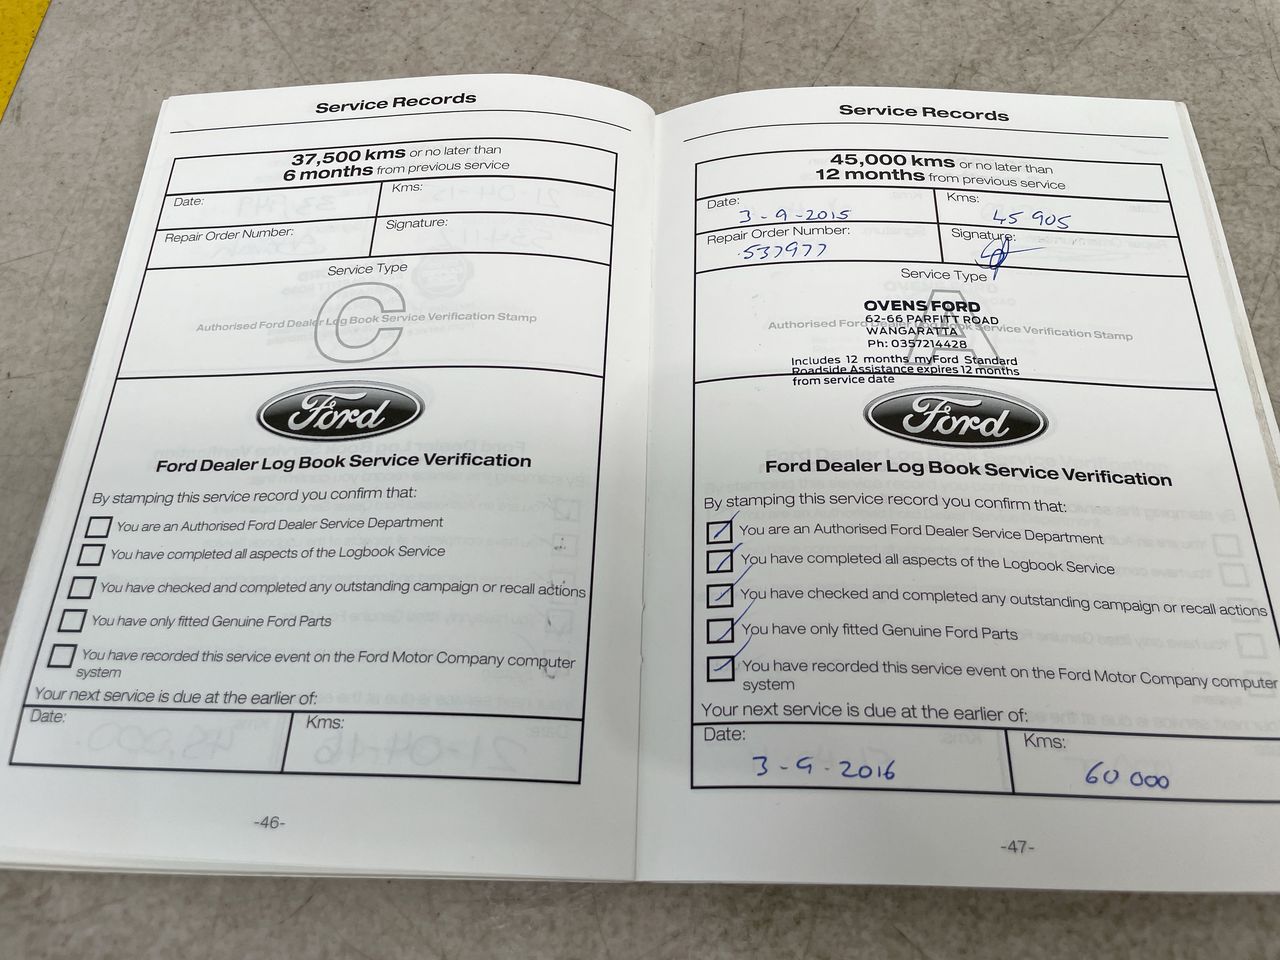 Service Records
37,500 kms or no later than
6 months from previous service
Date:
Kms:
Repair Order Number:
Signature:
Service Type
C
Authorised Ford Dealer Log Book Service Verification Stamp
Ford
Ford Dealer Log Book Service Verification
By stamping this service record you confirm that:
You are an Authorised Ford Dealer Service Department
You have completed all aspects of the Logbook Service
You have checked and completed any outstanding campaign or recall actions
You have only fitted Genuine Ford Parts
You have recorded this service event on the Ford Motor Company computer
system
Your next service is due at the earlier of:
Date:
Kms:
-46-
Service Records
45,000 kms or no later than
12 months from previous service
Date: 3-9-2015
Kms: 45 905
Repair Order Number: 537977
Signature:
Service Type
A
Authorised Ford Dealer Log Book Service Verification Stamp
OVENS FORD
62-66 PARFITT ROAD
WANGARATTA
Ph: 0357214428
Includes 12 months myFord Standard
Roadside Assistance expires 12 months
from service date
Ford
Ford Dealer Log Book Service Verification
By stamping this service record you confirm that:
You are an Authorised Ford Dealer Service Department
You have completed all aspects of the Logbook Service
You have checked and completed any outstanding campaign or recall actions
You have only fitted Genuine Ford Parts
You have recorded this service event on the Ford Motor Company computer
system
Your next service is due at the earlier of:
Date: 3-9-2016
Kms: 60 000
-47-